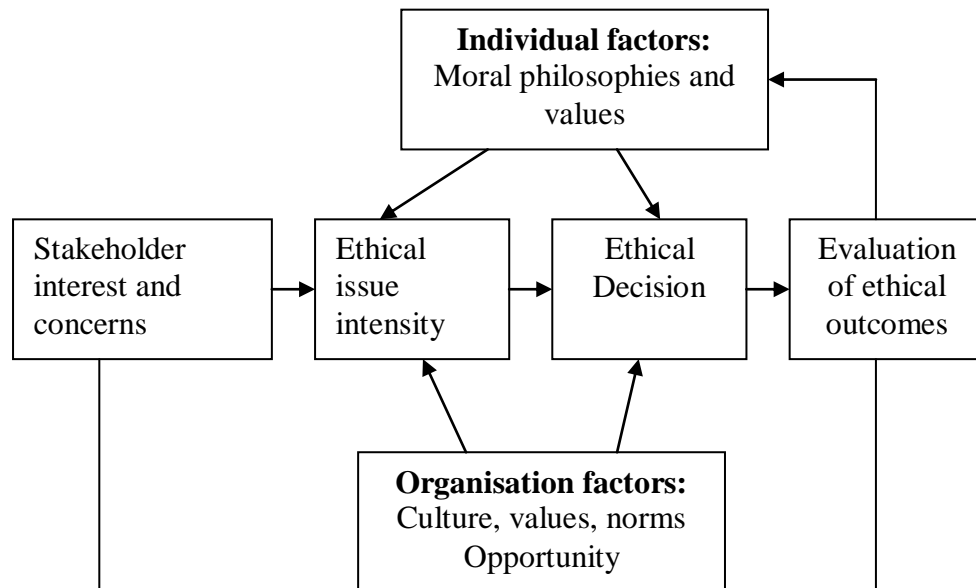 Individual factors:
Moral philosophies and
values
Stakeholder
interest and
concerns
Ethical
issue
intensity
Ethical
Decision
Evaluation
of ethical
outcomes
Organisation factors:
Culture, values, norms
Opportunity